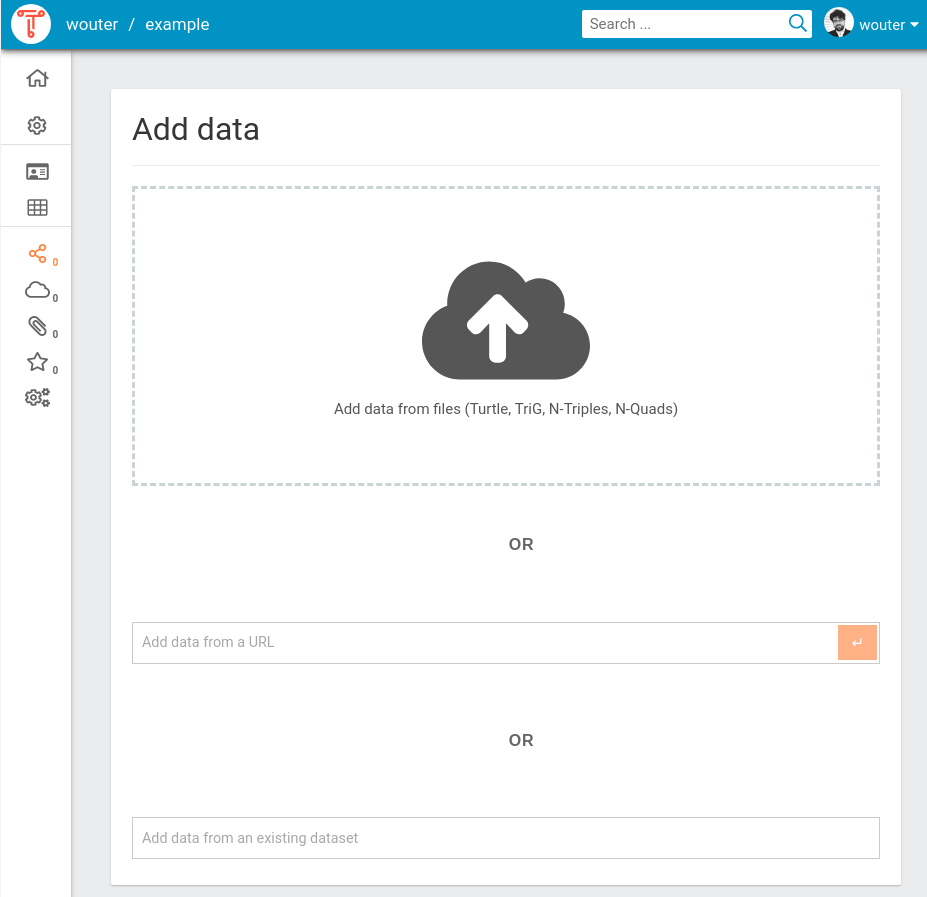 wouter / example
Search ...
wouter
Add data
0
0
0
0
Add data from files (Turtle, TriG, N-Triples, N-Quads)
OR
Add data from a URL
OR
Add data from an existing dataset